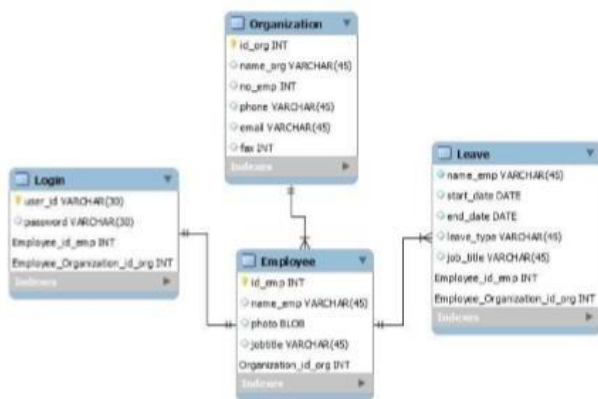 Organization
id_org INT
name_org VARCHAR(45)
no_emp INT
phone VARCHAR(45)
email VARCHAR(45)
fax INT
Indexes
Login
user_id VARCHAR(30)
password VARCHAR(30)
Employee_id_emp INT
Employee_Organization_id_org INT
Employee
id_emp INT
name_emp VARCHAR(45)
photo BLOB
jobtitle VARCHAR(45)
Organization_id_org INT
Indexes
Leave
name_emp VARCHAR(45)
start_date DATE
end_date DATE
leave_type VARCHAR(45)
job_title VARCHAR(45)
Employee_id_emp INT
Employee_Organization_id_org INT
Indexes